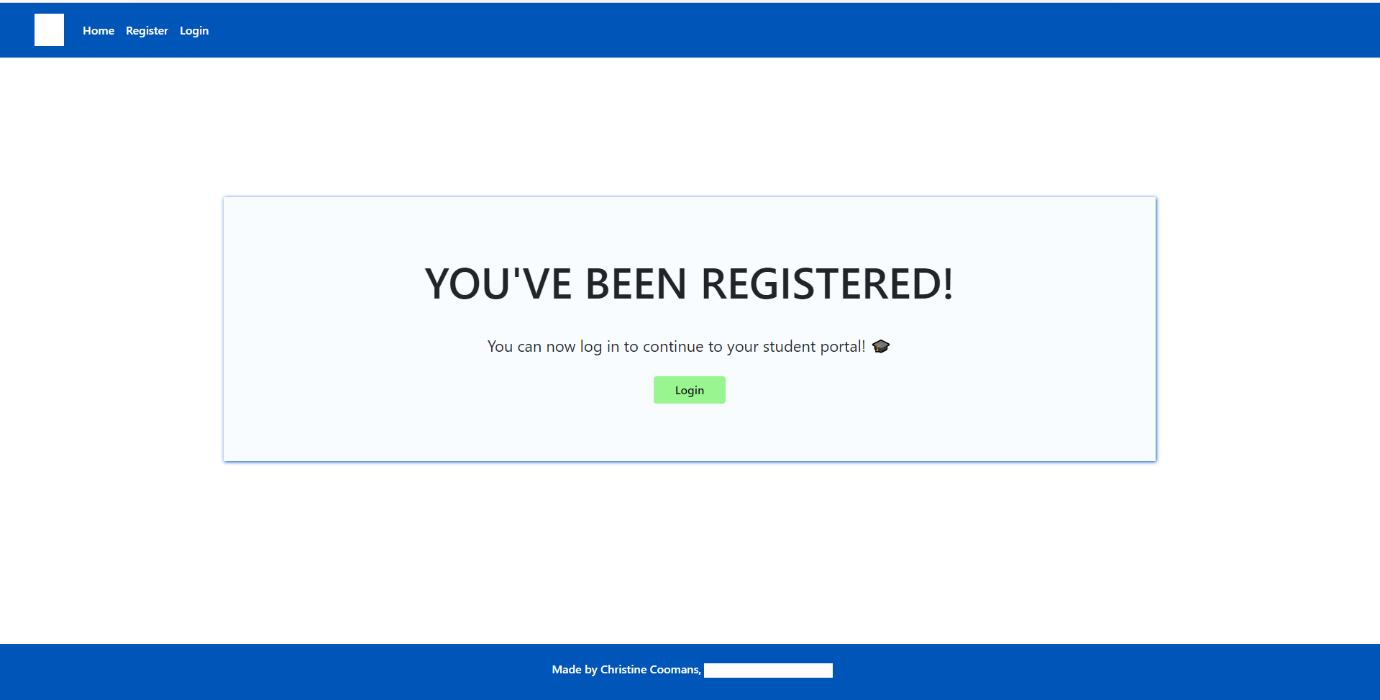 Home Register Login
YOU'VE BEEN REGISTERED!
You can now log in to continue to your student portal! 🎓
Login
Made by Christine Coomans,